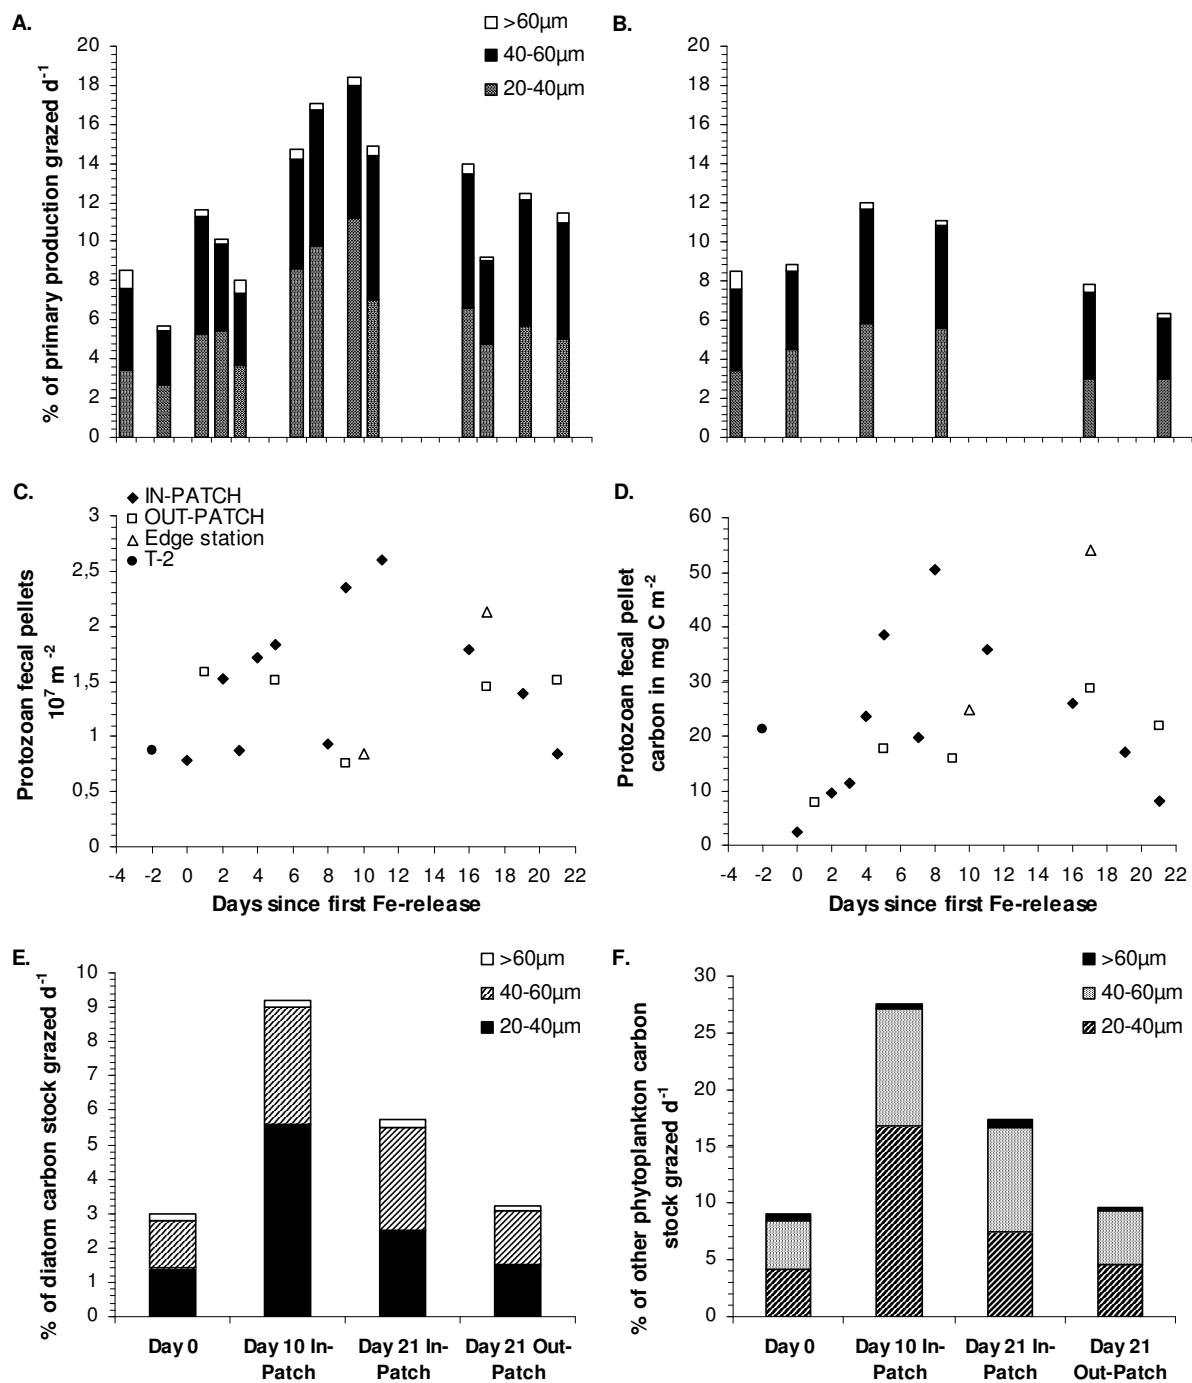 A.
>60µm
40-60µm
20-40µm
% of primary production grazed d-1
20
18
16
14
12
10
8
6
4
2
0
B.
20
18
16
14
12
10
8
6
4
2
0
C.
IN-PATCH
OUT-PATCH
Edge station
T-2
Protozoan fecal pellets
10^7 m^-2
3
2,5
2
1,5
1
0,5
0
-4 -2 0 2 4 6 8 10 12 14 16 18 20 22
Days since first Fe-release
D.
Protozoan fecal pellet
carbon in mg C m-2
60
50
40
30
20
10
0
-4 -2 0 2 4 6 8 10 12 14 16 18 20 22
Days since first Fe-release
E.
>60µm
40-60µm
20-40µm
% of diatom carbon stock grazed d-1
10
9
8
7
6
5
4
3
2
1
0
Day 0
Day 10 In-
Patch
Day 21 In-
Patch
Day 21 Out-
Patch
F.
>60µm
40-60µm
20-40µm
% of other phytoplankton carbon
stock grazed d-1
30
25
20
15
10
5
0
Day 0
Day 10 In-
Patch
Day 21 In-
Patch
Day 21
Out-Patch